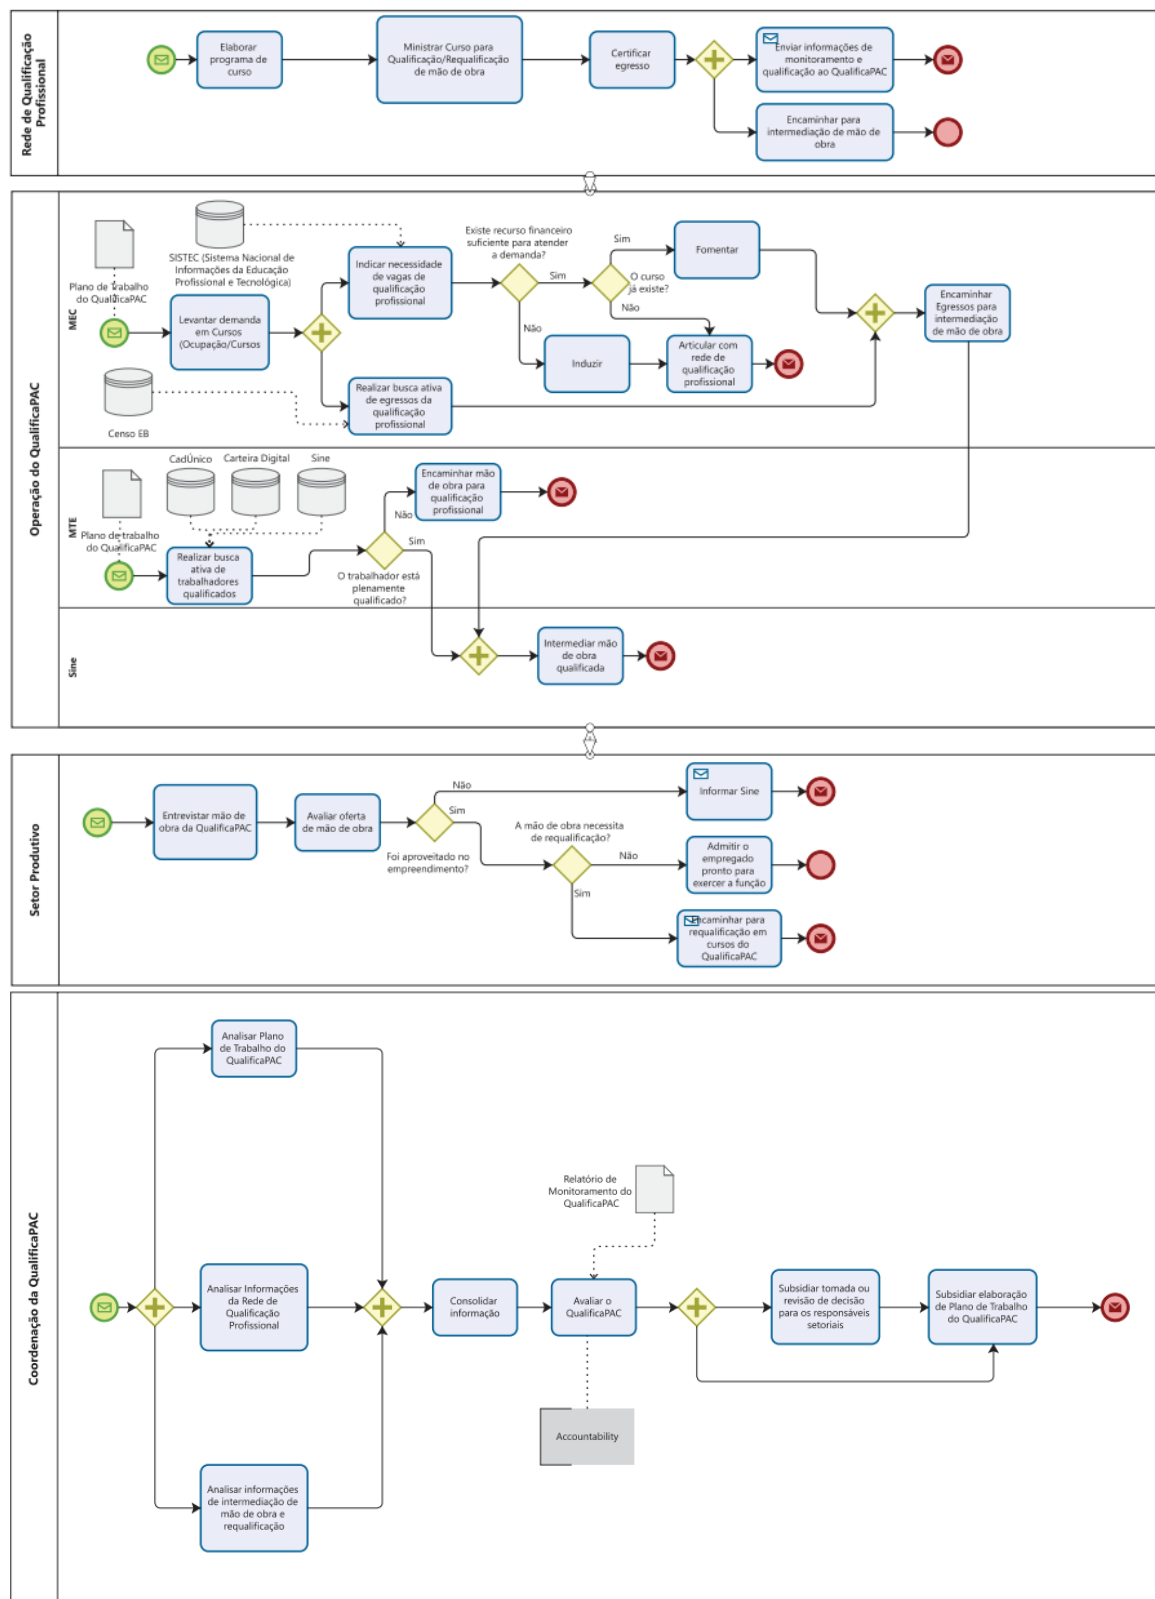 Rede de Qualificação
Profissional
Elaborar
programa de
curso
Ministrar Curso para
Qualificação/Requalificação
de mão de obra
Certificar
egresso
Enviar informações de
monitoramento e
qualificação ao QualificaPAC
Encaminhar para
intermediação de mão de
obra
Operação do QualificaPAC
MEC
Plano de trabalho
do QualificaPAC
SISTEC (Sistema Nacional de
Informações da Educação
Profissional e Tecnológica)
Levantar demanda
em Cursos
(Ocupação/Cursos
Indicar necessidade
de vagas de
qualificação
profissional
Existe recurso financeiro
suficiente para atender
a demanda?
Sim
Não
Sim
O curso
já existe?
Não
Fomentar
Induzir
Articular com
rede de
qualificação
profissional
Encaminhar
Egressos para
intermediação
de mão de obra
Realizar busca ativa
de egressos da
qualificação
profissional
Censo EB
MTE
Plano de trabalho
do QualificaPAC
CadÚnico
Carteira Digital
Sine
Realizar busca
ativa de
trabalhadores
qualificados
Encaminhar mão
de obra para
qualificação
profissional
Não
Sim
O trabalhador está
plenamente
qualificado?
Sine
Intermediar mão
de obra
qualificada
Setor Produtivo
Entrevistar mão de
obra da QualificaPAC
Avaliar oferta
de mão de obra
Não
Sim
Foi aproveitado no
empreendimento?
A mão de obra necessita
de requalificação?
Não
Sim
Informar Sine
Admitir o
empregado
pronto para
exercer a função
Encaminhar para
requalificação em
cursos do
QualificaPAC
Coordenação da QualificaPAC
Analisar Plano
de Trabalho do
QualificaPAC
Analisar Informações
da Rede de
Qualificação
Profissional
Analisar informações
de intermediação de
mão de obra e
requalificação
Consolidar
informação
Relatório de
Monitoramento do
QualificaPAC
Avaliar o
QualificaPAC
Accountability
Subsidiar tomada ou
revisão de decisão
para os responsáveis
setoriais
Subsidiar elaboração
de Plano de Trabalho
do QualificaPAC